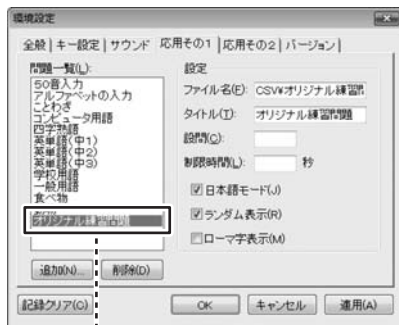 環境設定
全般 キー設定 サウンド 応用その1 応用その2 バージョン
問題一覧(L):
50音入力
アルファベットの入力
ことわざ
コンピュータ用語
四字熟語
英単語(中1)
英単語(中2)
英単語(中3)
学校用語
一般用語
食べ物
オリジナル練習問題
追加(N)... 削除(D)
設定
ファイル名(E): CSV¥オリジナル練習問
タイトル(T): オリジナル練習問題
設問(C):
制限時間(L): 秒
日本語モード(J)
ランダム表示(R)
ローマ字表示(M)
記録クリア(O) OK キャンセル 適用(A)